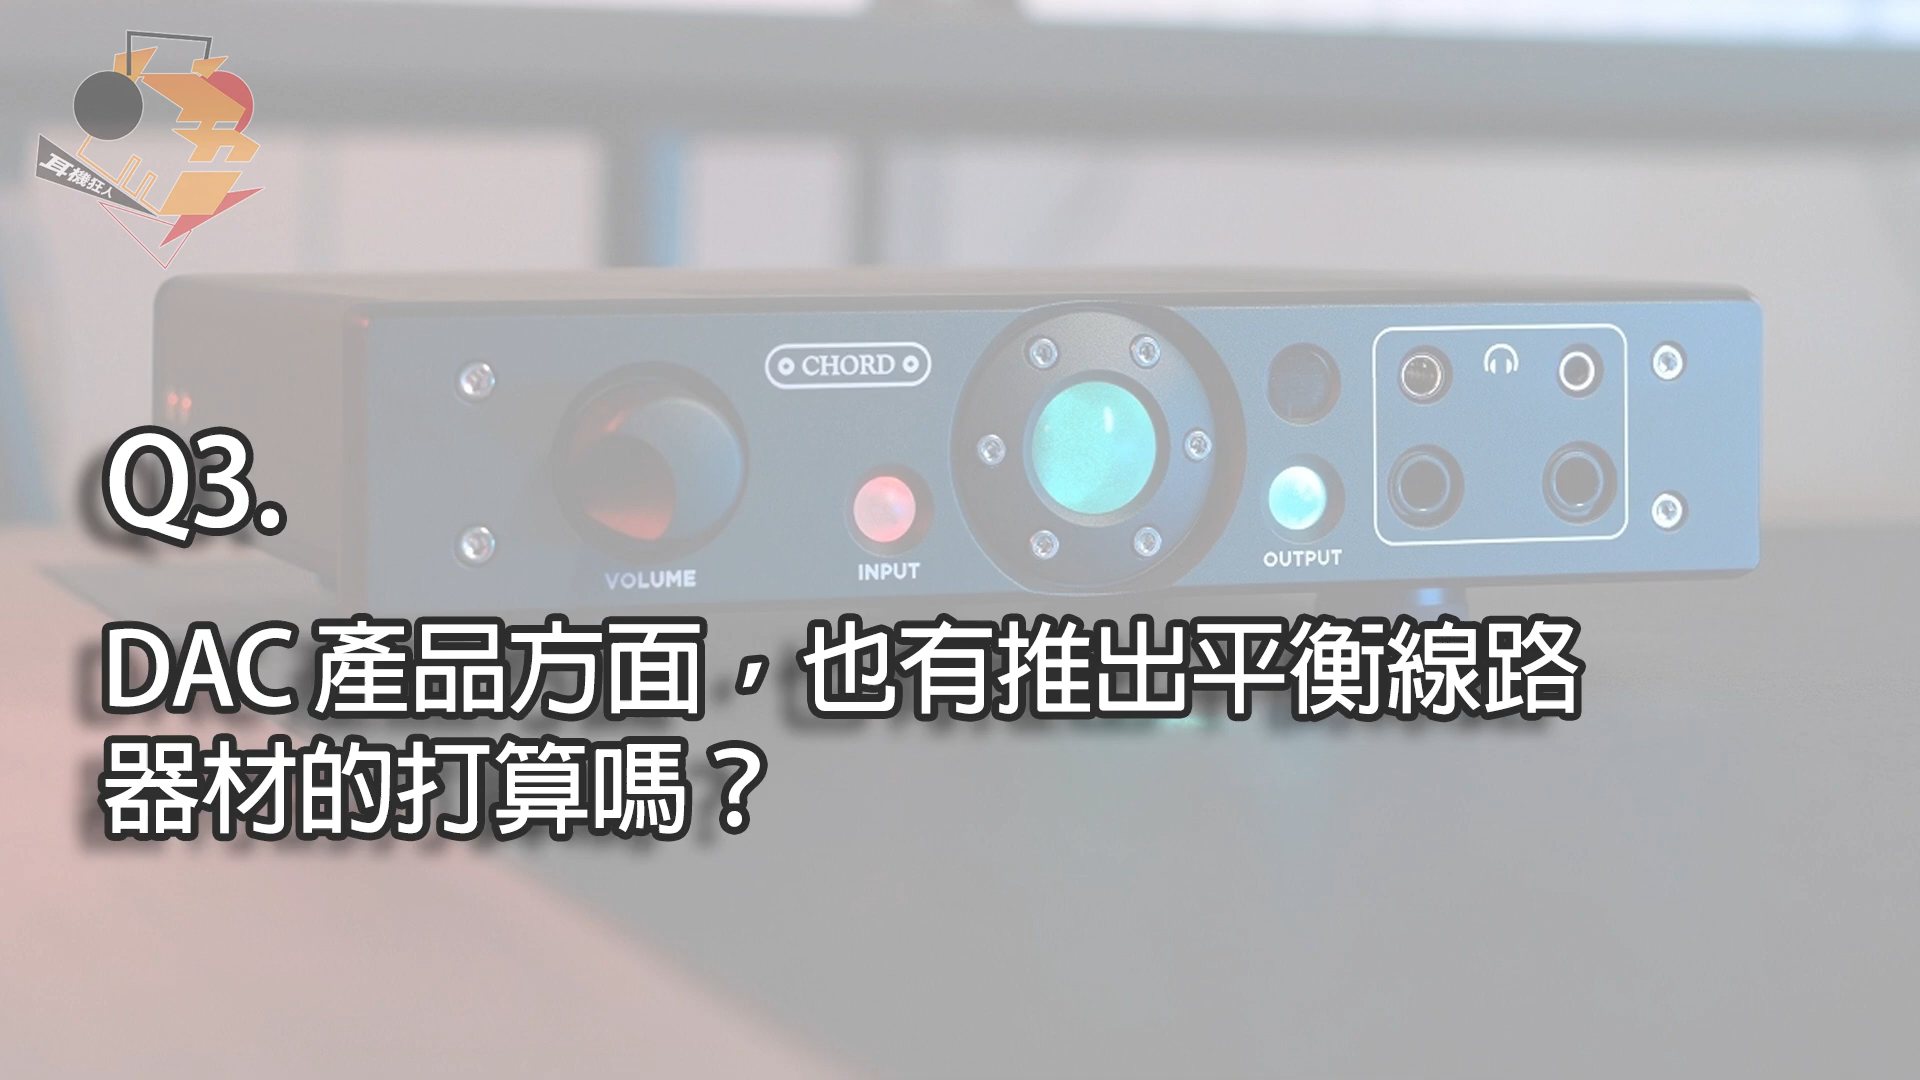 耳機狂人
CHORD
VOLUME
INPUT
OUTPUT
Q3.
DAC 產品方面，也有推出平衡線路
器材的打算嗎？